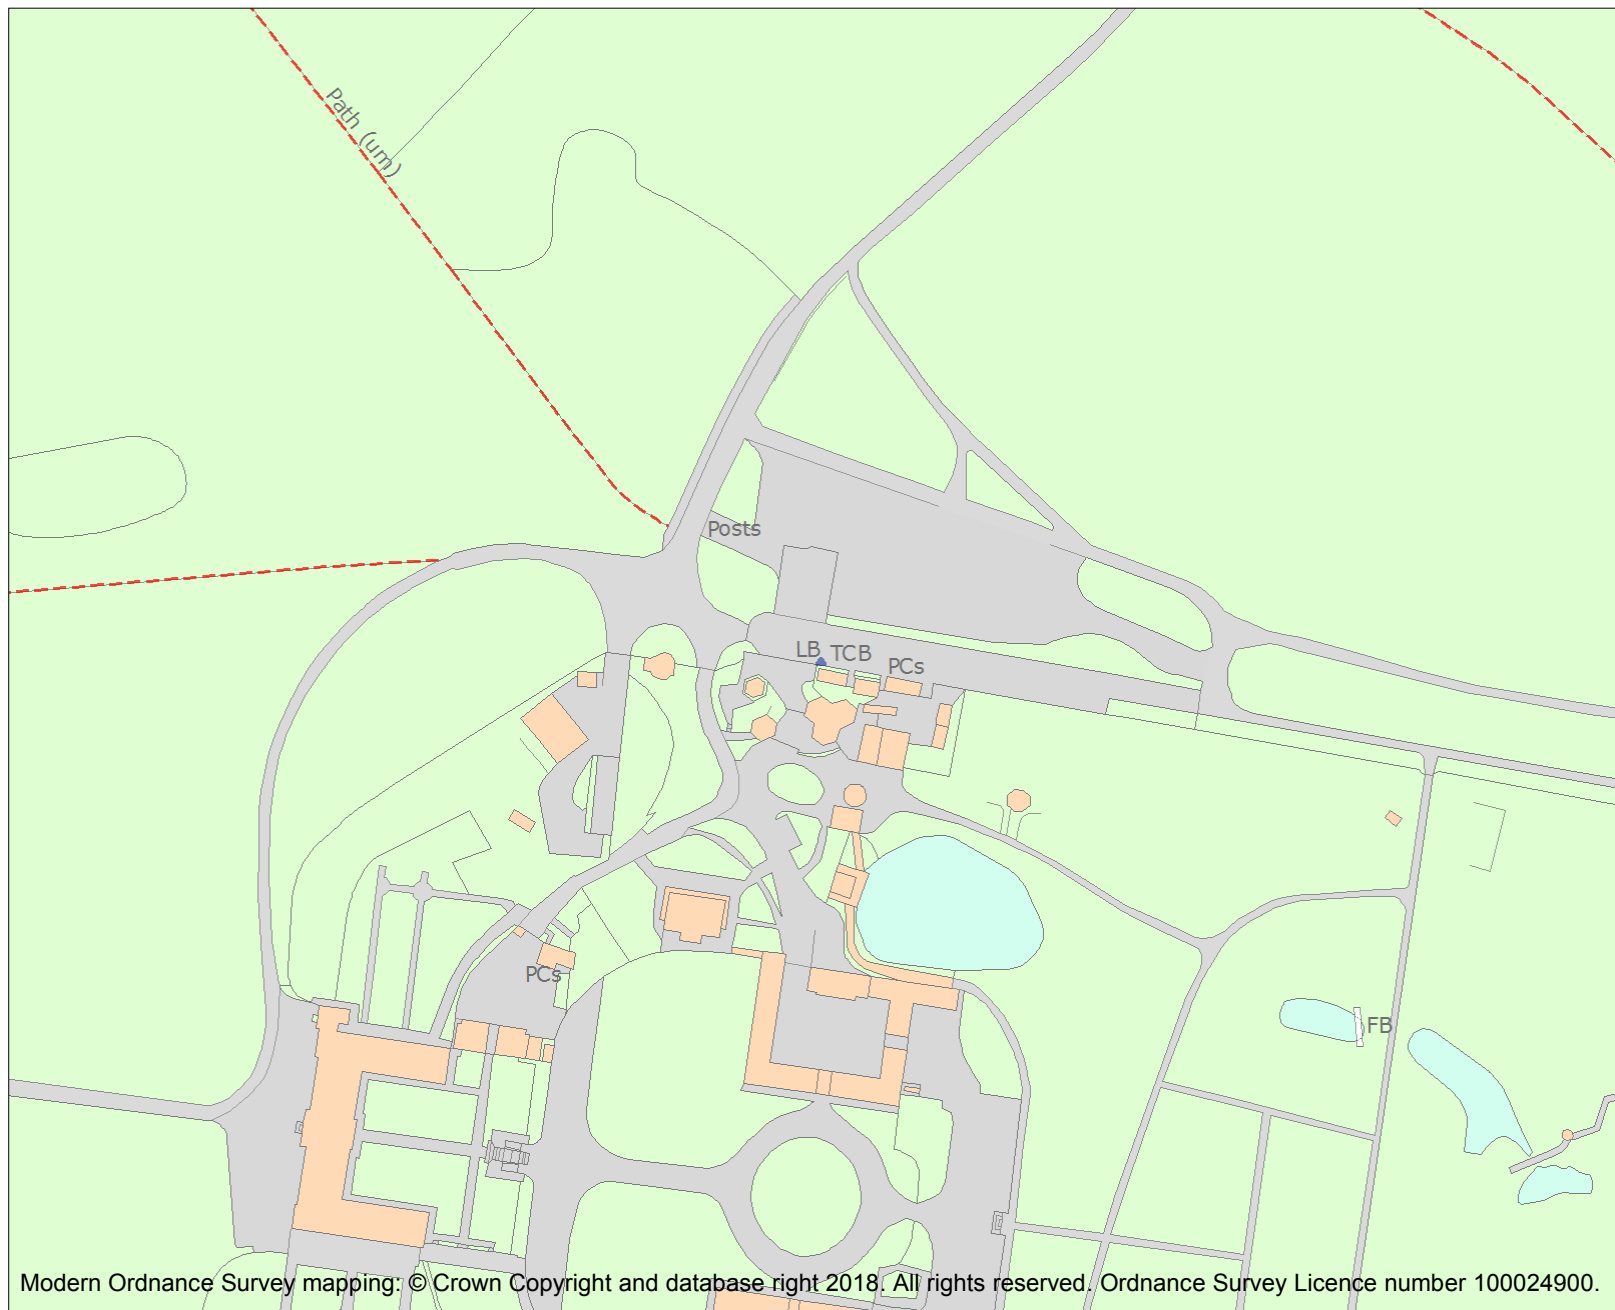 Path (um)
Posts
LB TCB
PCs
PCs
FB
Modern Ordnance Survey mapping: © Crown Copyright and database right 2018. All rights reserved. Ordnance Survey Licence number 100024900.